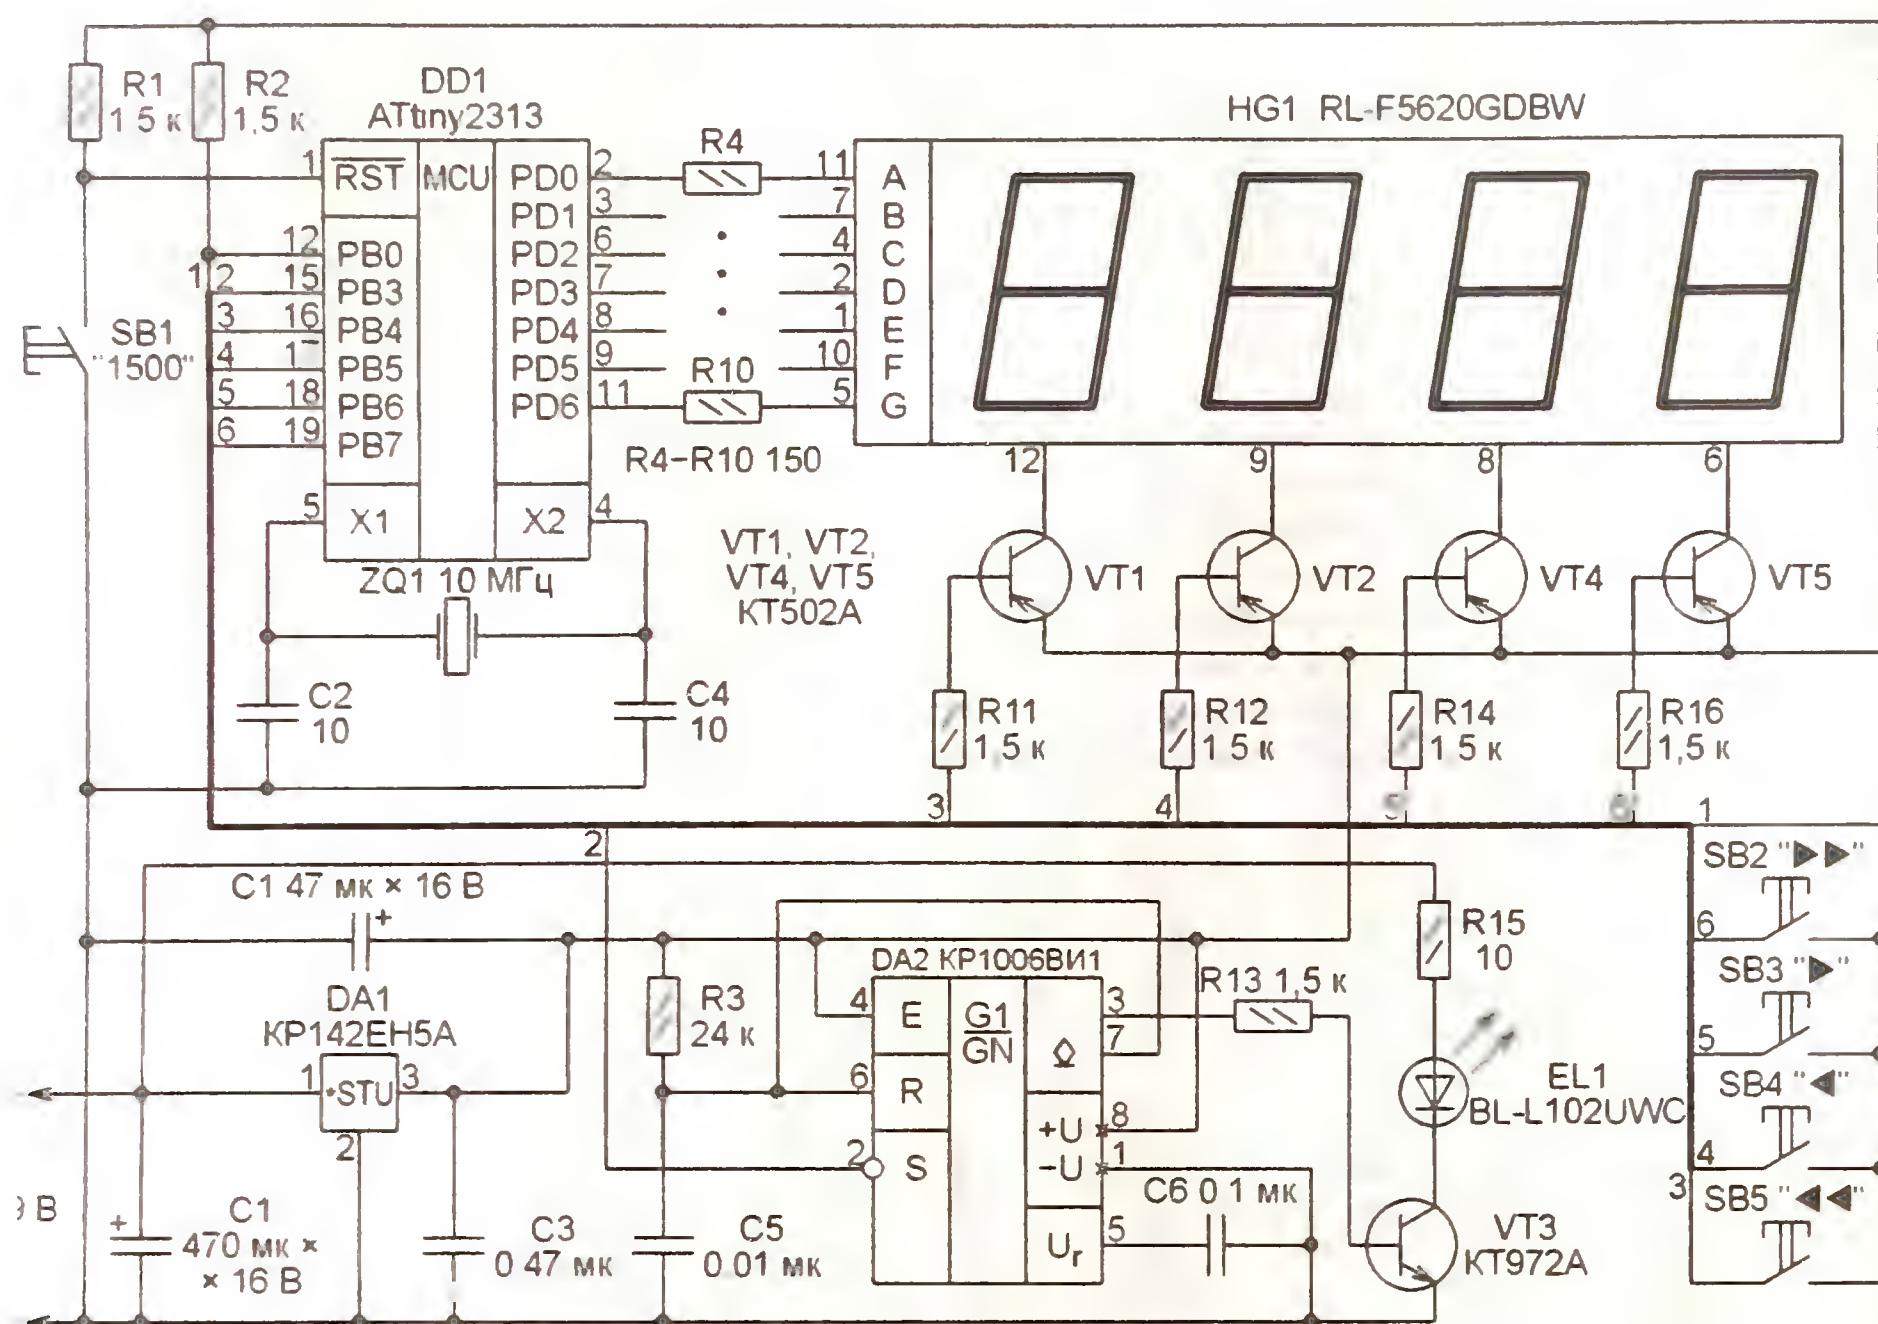 R1
1 5 к
R2
1,5 к
DD1
ATtiny2313
HG1 RL-F5620GDBW
1
RST
MCU
PD0
2
R4
11
A
PD1
3
7
B
12
PB0
PD2
6
4
C
1
2
15
PB3
PD3
7
2
D
3
16
PB4
PD4
8
1
E
4
PB5
PD5
9
10
F
5
18
PB6
PD6
11
R10
5
G
6
19
PB7
SB1
"1500"
R4–R10 150
12
9
8
6
5
X1
X2
4
ZQ1 10 МГц
VT1, VT2,
VT4, VT5
КТ502А
VT1
VT2
VT4
VT5
C2
10
C4
10
R11
1,5 к
R12
1,5 к
R14
1,5 к
R16
1,5 к
3
4
1
2
SB2 "►►"
C1 47 мк × 16 В
+
R15
10
6
SB3 "►"
DA2 КР1006ВИ1
DA1
КР142ЕН5А
R3
24 к
4
E
G1
GN
3
7
R13 1,5 к
5
SB4 "◄"
1
*STU
3
2
6
R
EL1
BL-L102UWC
+U
8
2
S
–U
1
4
3
SB5 "◄◄"
В
+
C1
470 мк ×
× 16 В
C3
0 47 мк
C5
0,01 мк
C6 0 1 мк
Ur
5
VT3
КТ972А